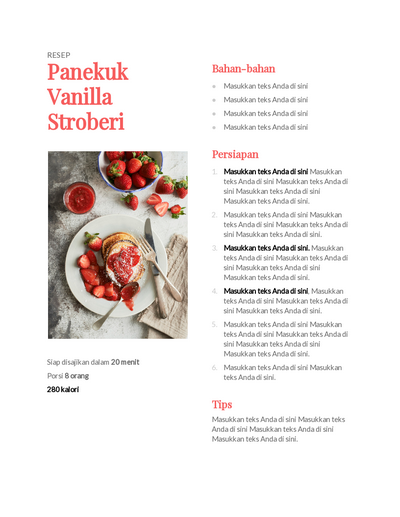 RESEP
Panekuk
Vanilla
Stroberi
Siap disajikan dalam 20 menit
Porsi 8 orang
280 kalori
Bahan-bahan
» Masukkan teks Anda di sini
» Masukkan teks Anda di sini
» Masukkan teks Anda di sini
» Masukkan teks Anda di sini
Persiapan
1. Masukkan teks Anda di sini Masukkan
teks Anda di sini Masukkan teks Anda di
sini Masukkan teks Anda di sini
Masukkan teks Anda di sini.
2. Masukkan teks Anda di sini Masukkan
teks Anda di sini Masukkan teks Anda di
sini Masukkan teks Anda di sini.
3. Masukkan teks Anda di sini. Masukkan
teks Anda di sini Masukkan teks Anda di
sini Masukkan teks Anda di sini
Masukkan teks Anda di sini.
4. Masukkan teks Anda di sini, Masukkan
teks Anda di sini Masukkan teks Anda di
sini Masukkan teks Anda di sini.
5. Masukkan teks Anda di sini Masukkan
teks Anda di sini Masukkan teks Anda di
sini Masukkan teks Anda di sini
Masukkan teks Anda di sini.
6. Masukkan teks Anda di sini Masukkan
teks Anda di sini.
Tips
Masukkan teks Anda di sini Masukkan teks
Anda di sini Masukkan teks Anda di sini
Masukkan teks Anda di sini.